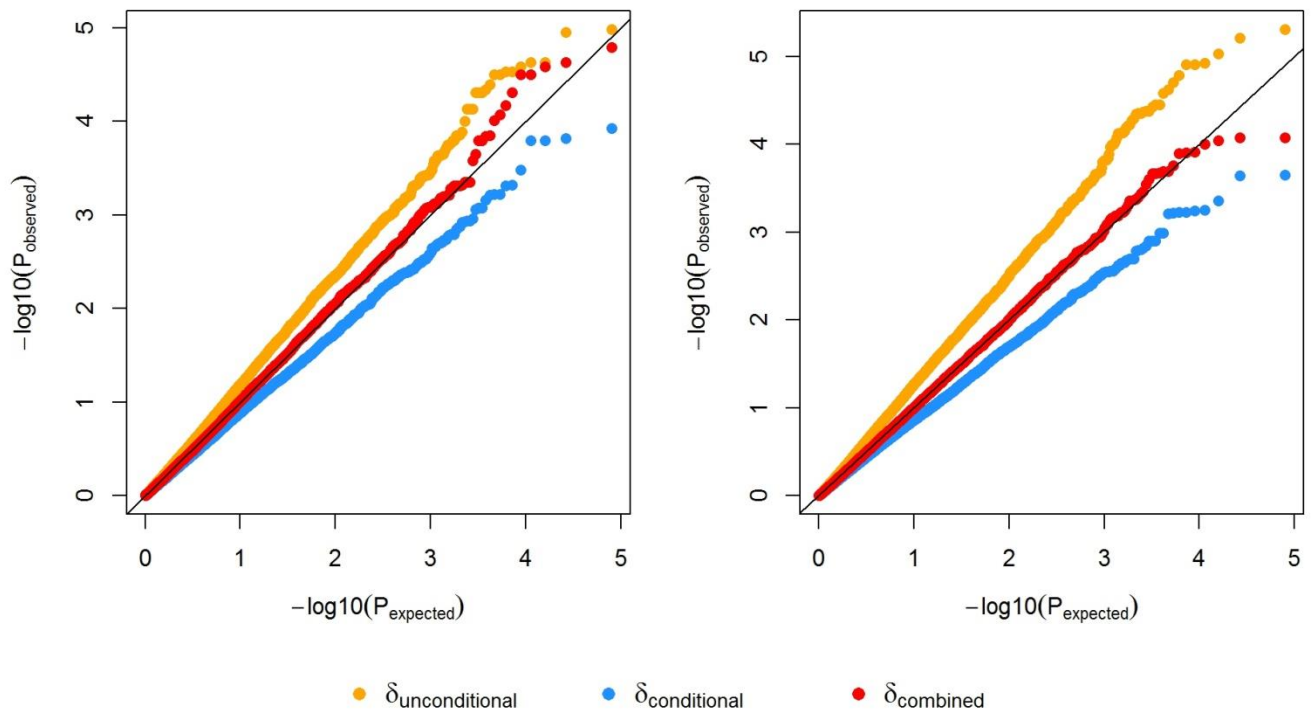 5
4
3
2
1
0
−log10(Pobserved)
0 1 2 3 4 5
−log10(Pexpected)
5
4
3
2
1
0
−log10(Pobserved)
0 1 2 3 4 5
−log10(Pexpected)
δunconditional δconditional δcombined